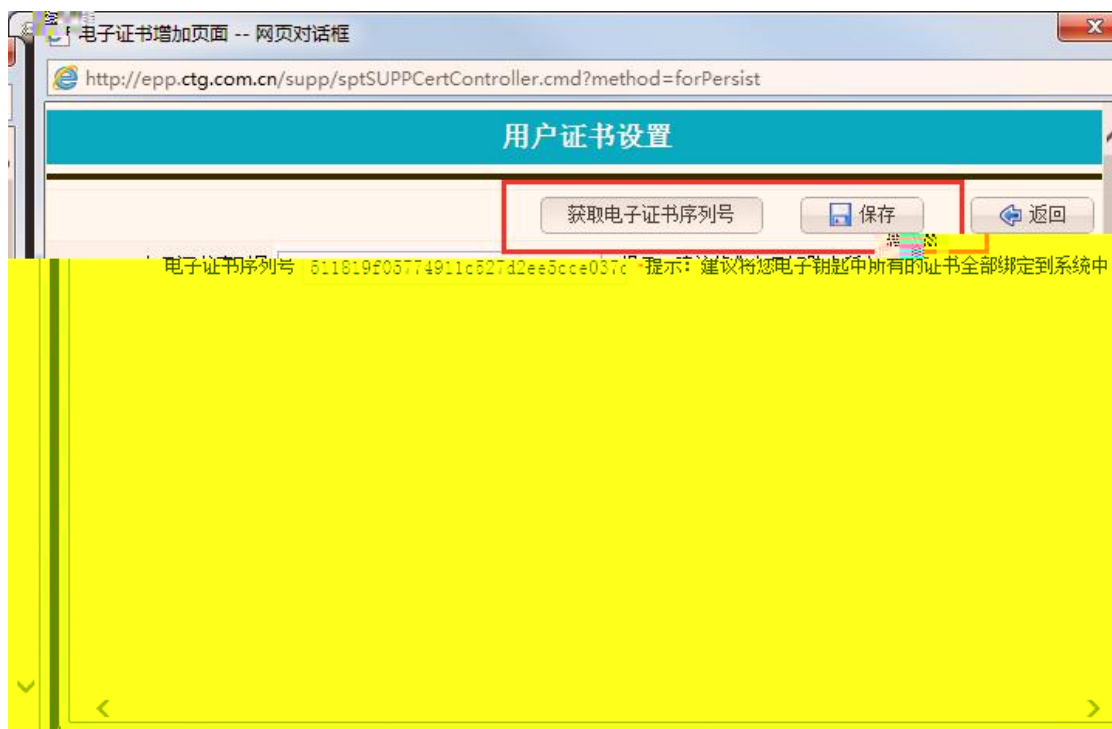 电子证书增加页面 -- 网页对话框
http://epp.ctg.com.cn/supp/sptSUPPCertController.cmd?method=forPersist
用户证书设置
获取电子证书序列号 保存 返回
电子证书序列号 511819f05774911c527d2ee5cce037c 提示：建议将您电子钥匙中所有的证书全部绑定到系统中